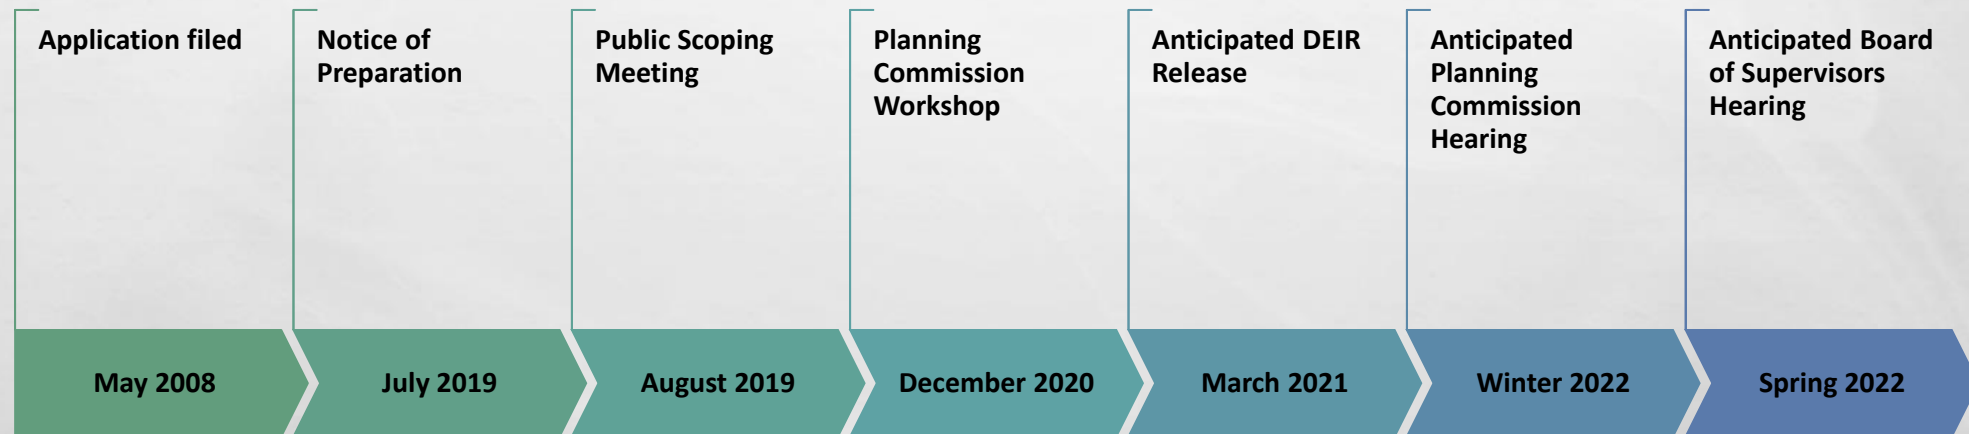 Application filed
Notice of
Preparation
Public Scoping
Meeting
Planning
Commission
Workshop
Anticipated DEIR
Release
Anticipated
Planning
Commission
Hearing
Anticipated Board
of Supervisors
Hearing
May 2008
July 2019
August 2019
December 2020
March 2021
Winter 2022
Spring 2022